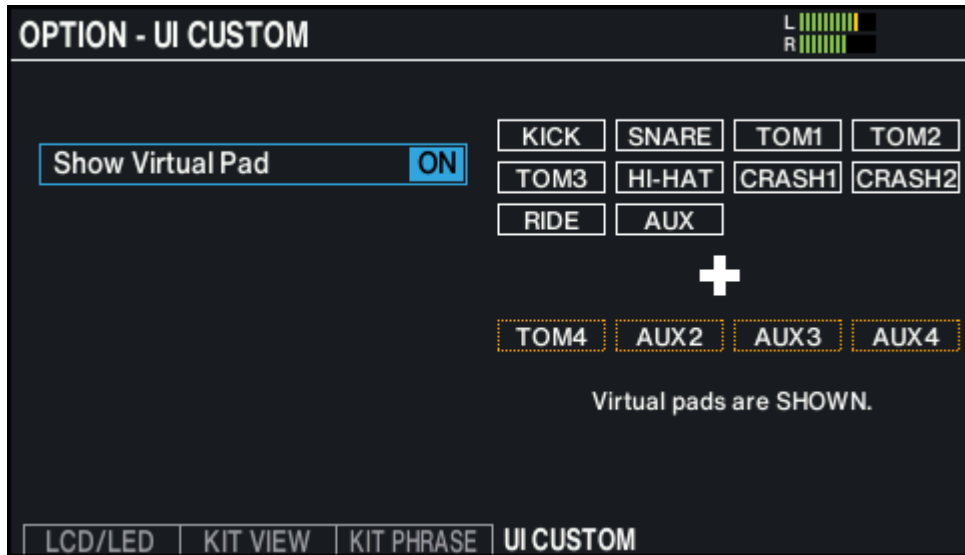 OPTION - UI CUSTOM
L
R
Show Virtual Pad ON
KICK SNARE TOM1 TOM2
TOM3 HI-HAT CRASH1 CRASH2
RIDE AUX
TOM4 AUX2 AUX3 AUX4
Virtual pads are SHOWN.
LCD/LED KIT VIEW KIT PHRASE UI CUSTOM